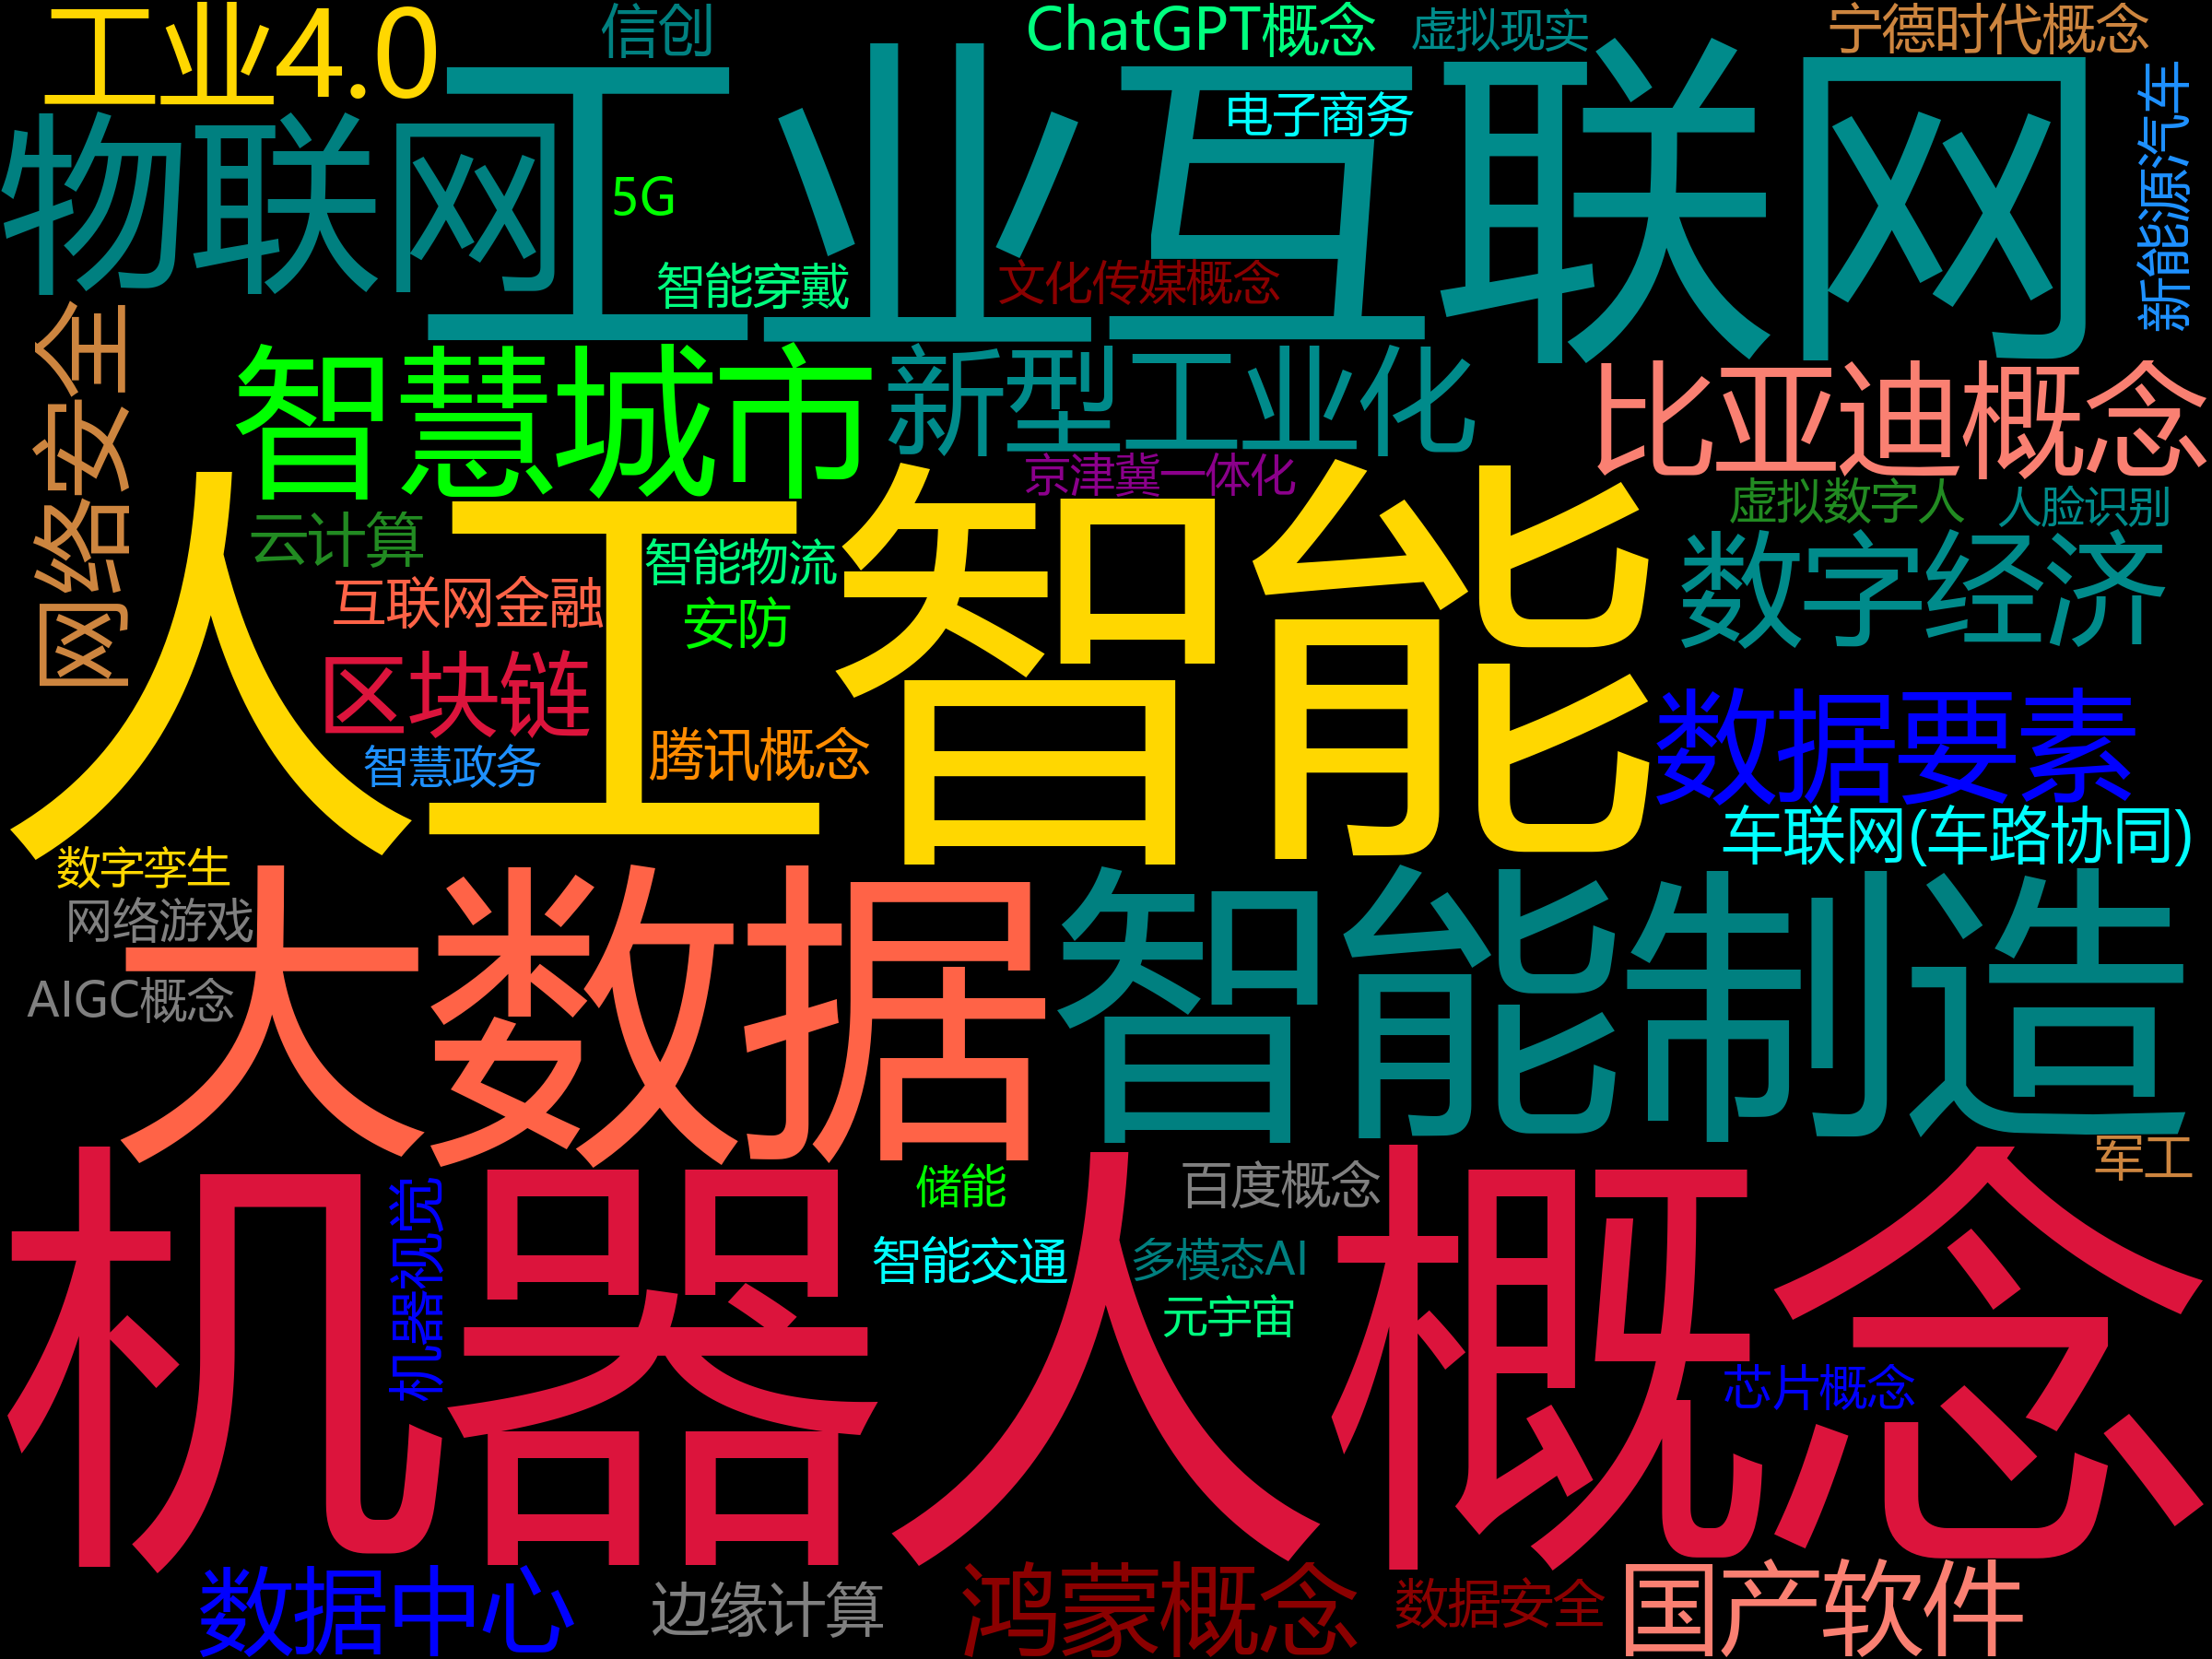 工业4.0
信创
ChatGPT概念
虚拟现实
宁德时代概念
工业互联网
物联网
电子商务
新能源汽车
5G
智能穿戴
文化传媒概念
网络安全
智慧城市
新型工业化
比亚迪概念
京津冀一体化
虚拟数字人
人脸识别
人工智能
云计算
智能物流
数字经济
互联网金融
安防
区块链
数据要素
智慧政务
腾讯概念
车联网(车路协同)
数字孪生
大数据
智能制造
网络游戏
AIGC概念
军工
机器人概念
储能
百度概念
机器视觉
智能交通
多模态AI
元宇宙
芯片概念
数据中心
边缘计算
鸿蒙概念
数据安全
国产软件